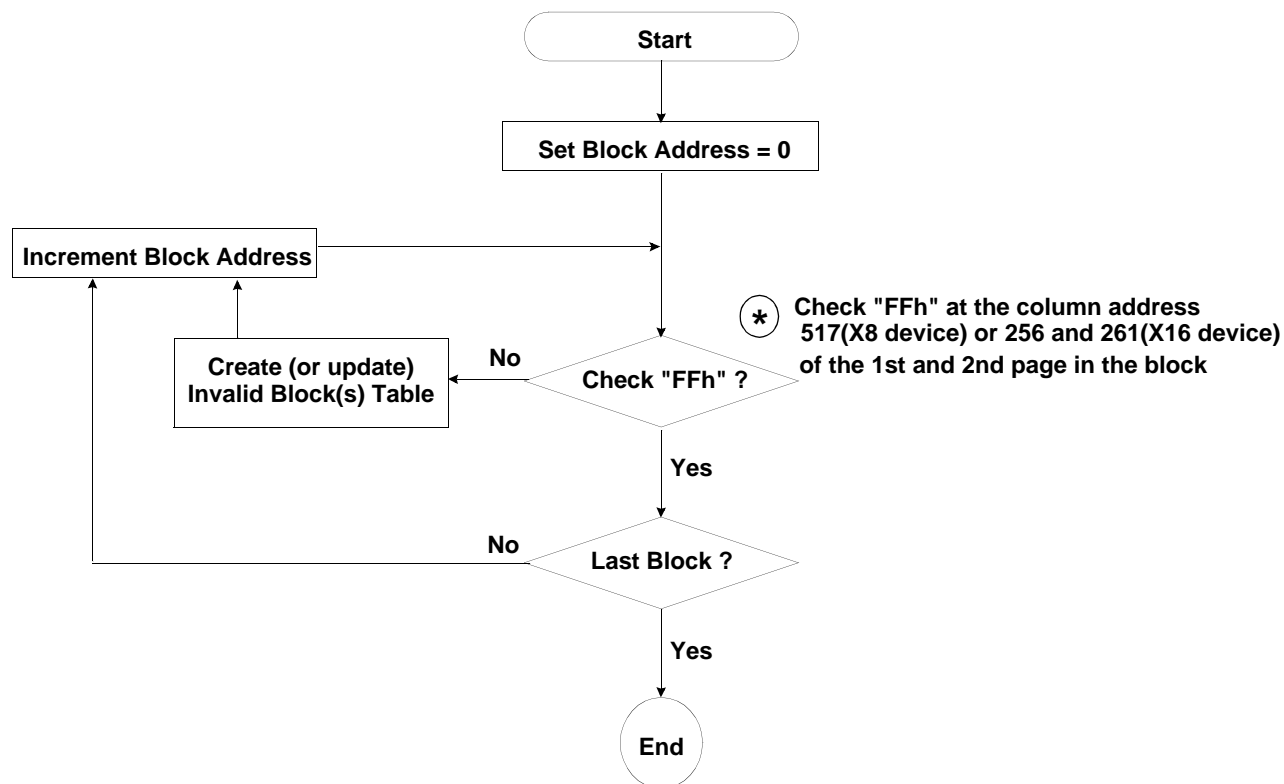 Start
Set Block Address = 0
Increment Block Address
*
Check "FFh" at the column address
517(X8 device) or 256 and 261(X16 device)
of the 1st and 2nd page in the block
No
Create (or update)
Invalid Block(s) Table
Check "FFh" ?
Yes
No
Last Block ?
Yes
End